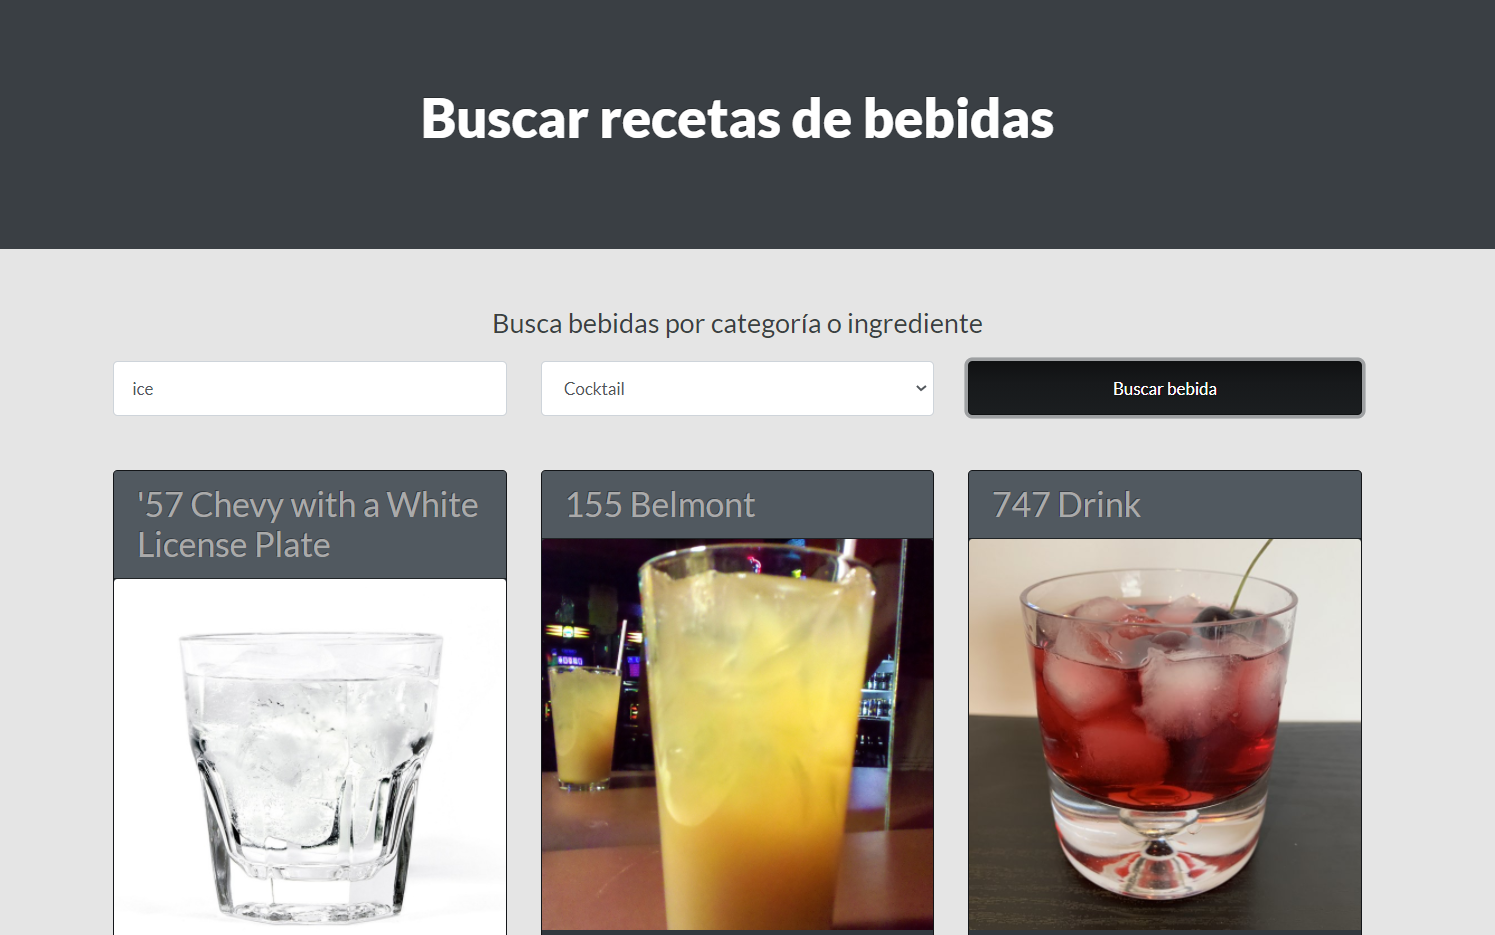 Buscar recetas de bebidas
Busca bebidas por categoría o ingrediente
ice
Cocktail
Buscar bebida
'57 Chevy with a White
License Plate
155 Belmont
747 Drink